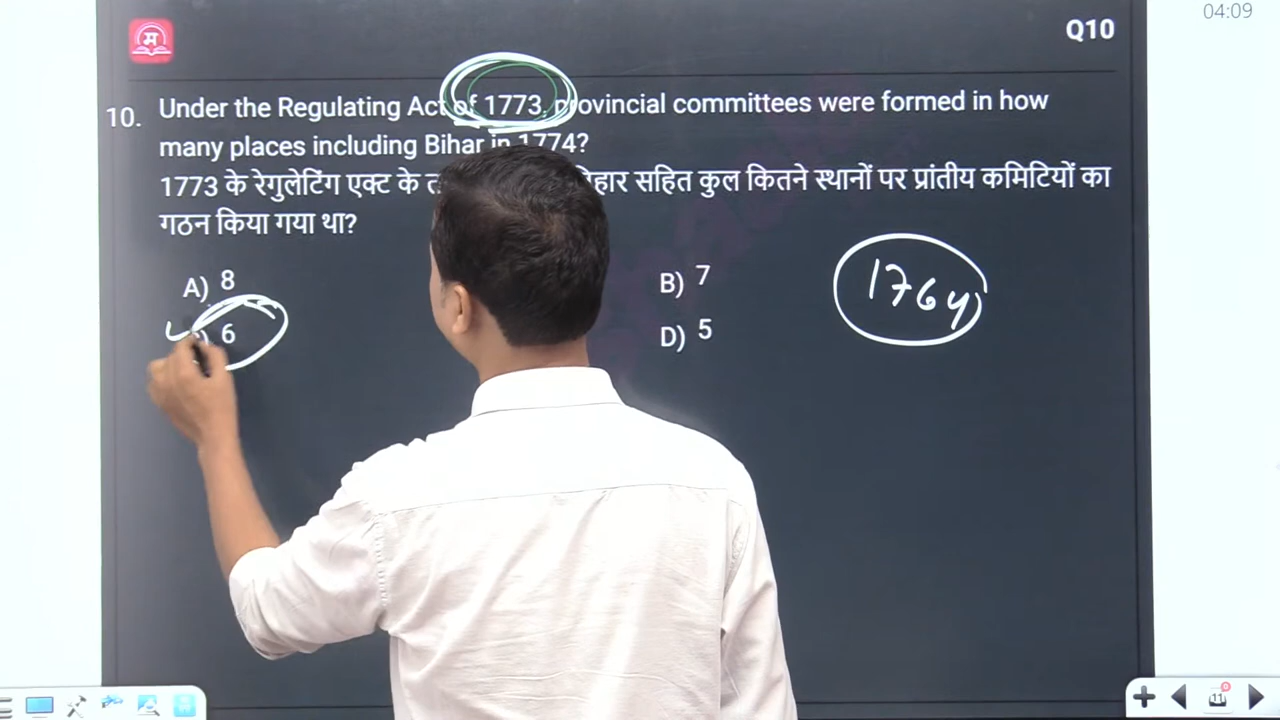 04:09
म
Q10
10. Under the Regulating Act of 1773, provincial committees were formed in how
many places including Bihar in 1774?
1773 के रेगुलेटिंग एक्ट के सहित कुल कितने स्थानों पर प्रांतीय कमिटियों का
गठन किया गया था?
A) 8
B) 7
1764
6
D) 5
11